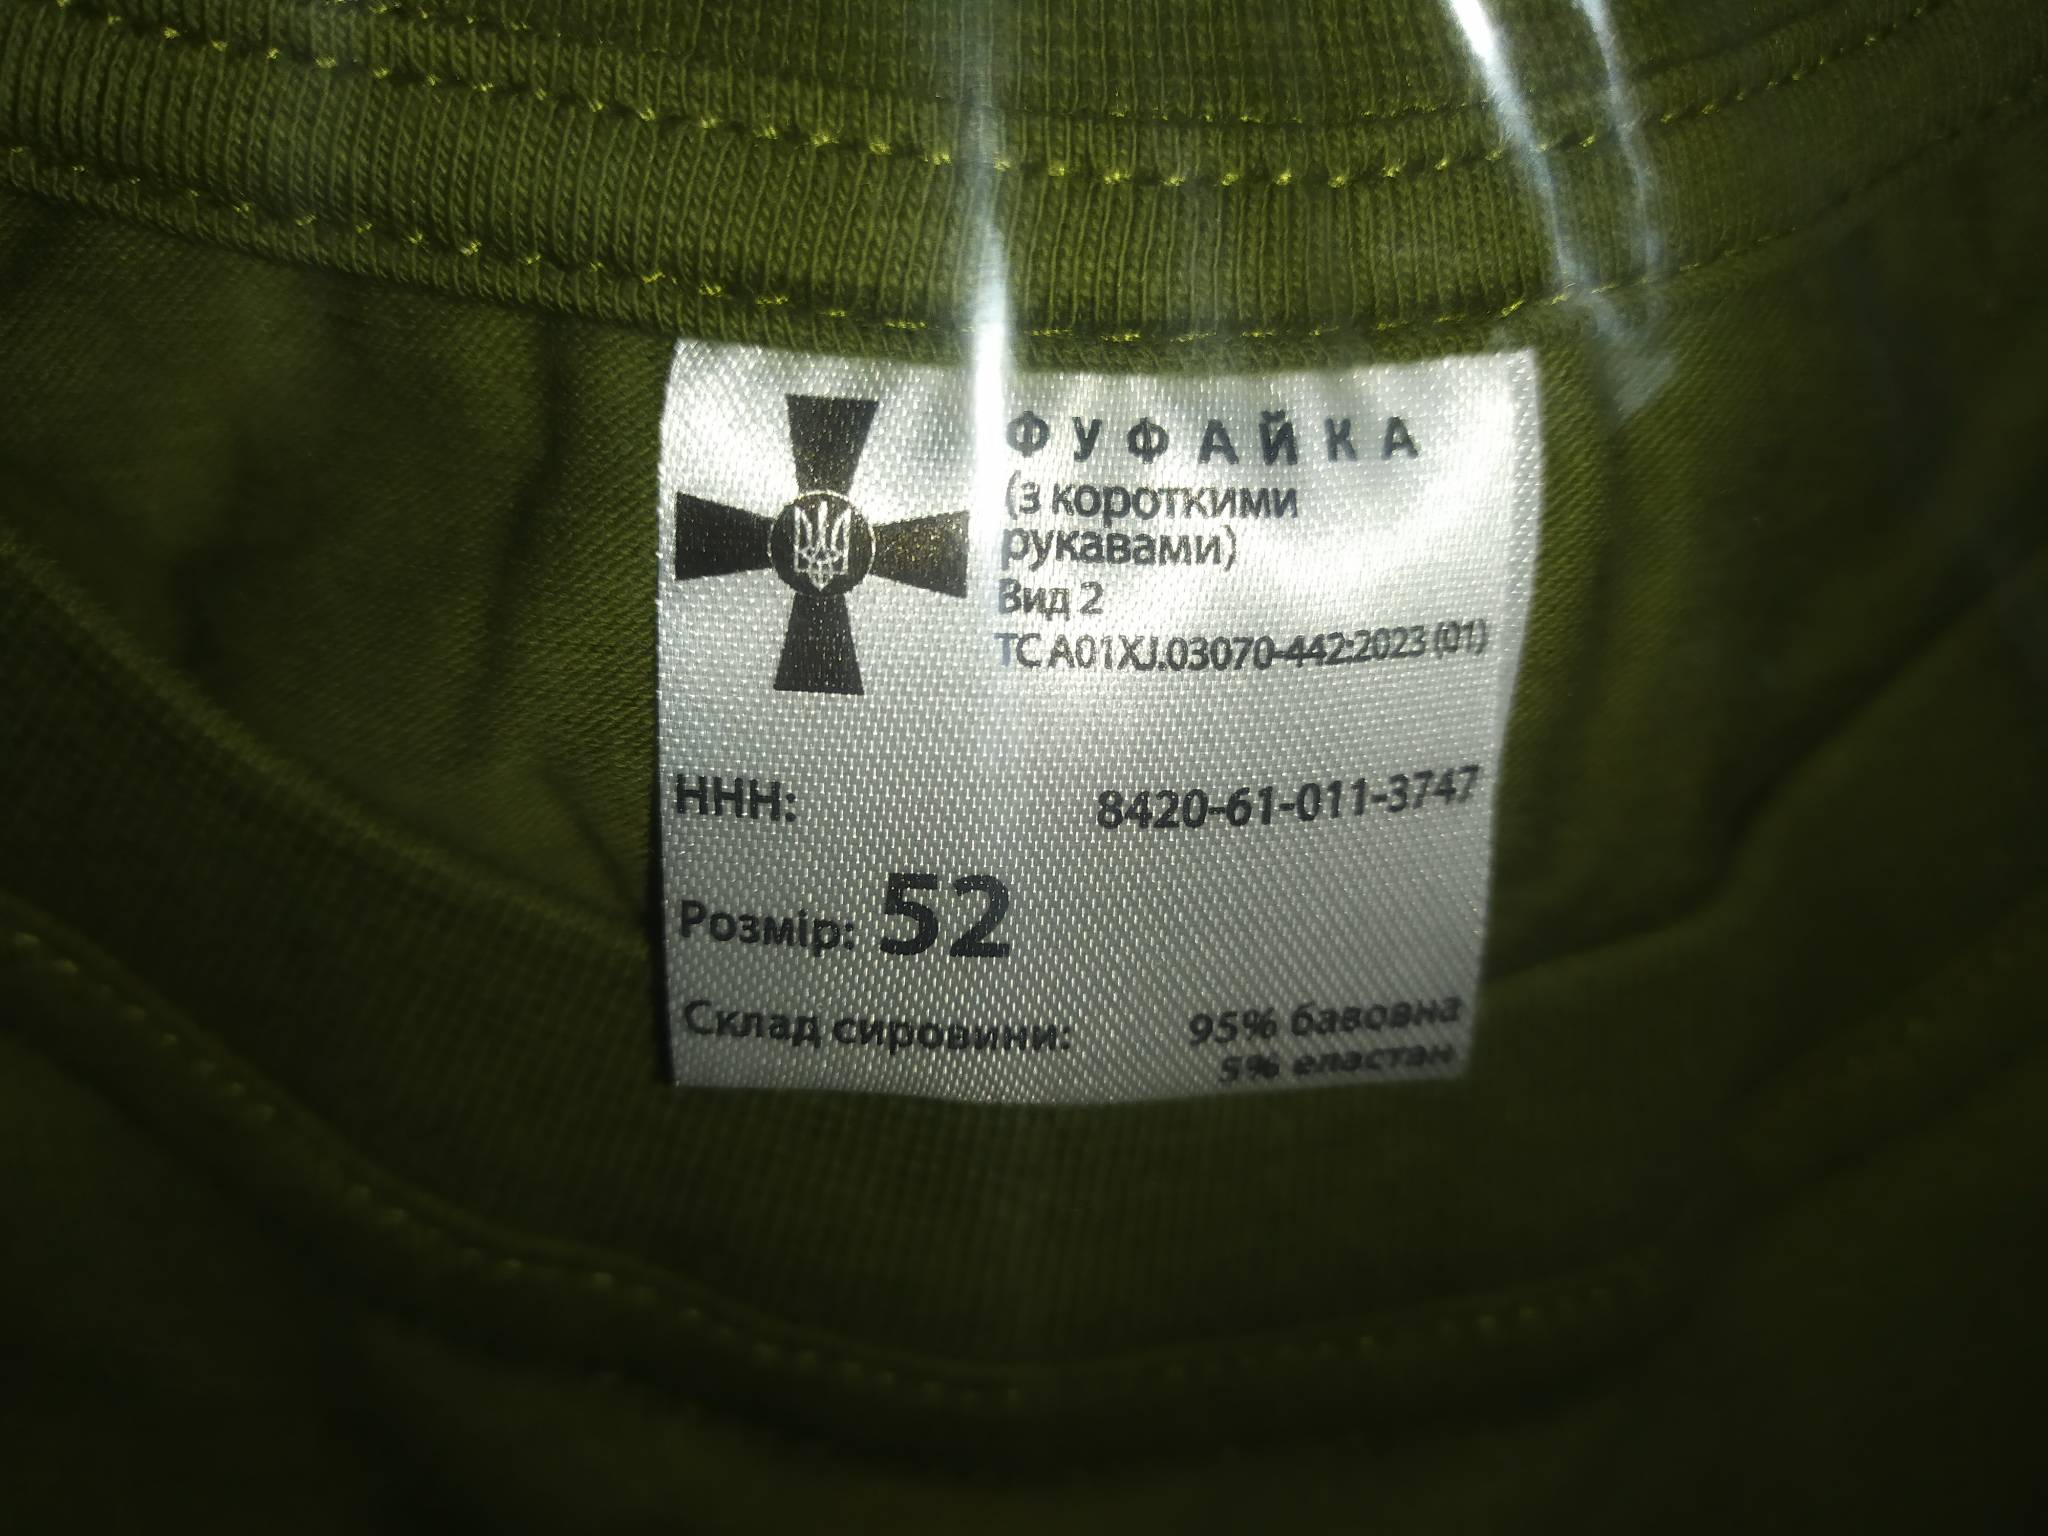 ФУФАЙКА
(з короткими
рукавами)
Вид 2
ТС А01XJ.03070-442:2023 (01)
ННН: 8420-61-011-3747
Розмір: 52
Склад сировини: 95% бавовна
5% еластан